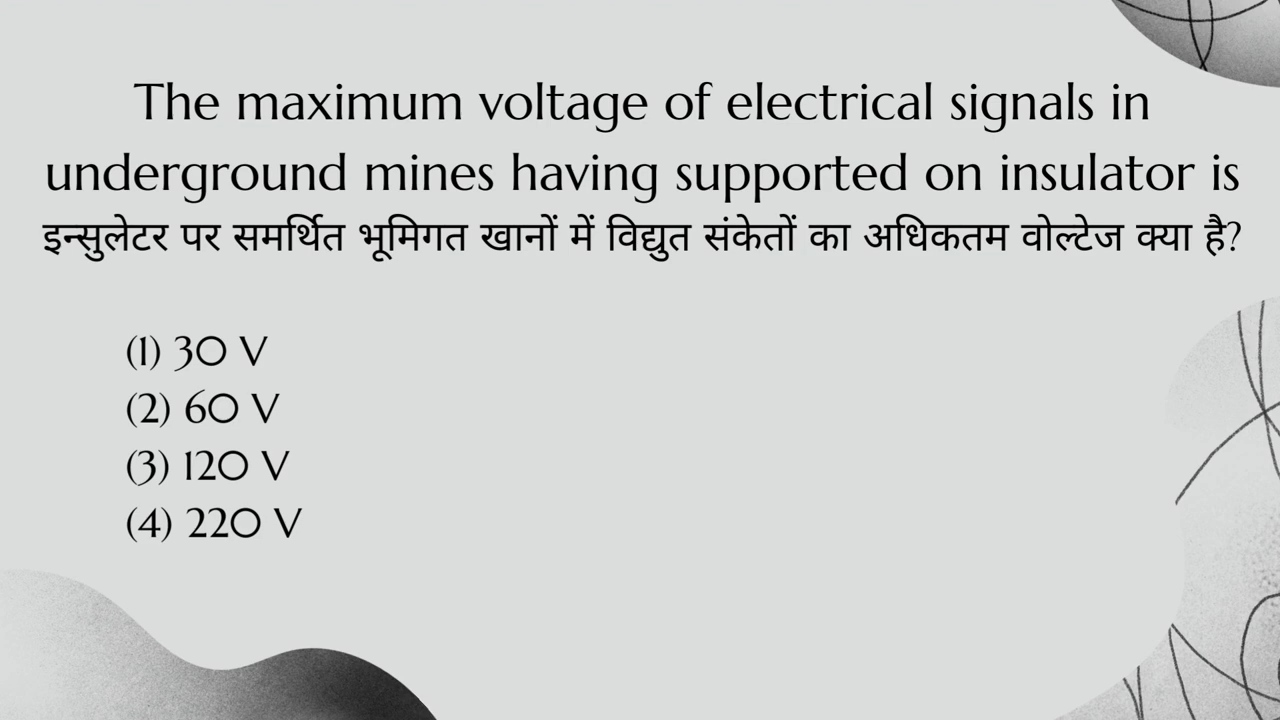 The maximum voltage of electrical signals in
underground mines having supported on insulator is
इन्सुलेटर पर समर्थित भूमिगत खानों में विद्युत संकेतों का अधिकतम वोल्टेज क्या है?
(1) 30 V
(2) 60 V
(3) 120 V
(4) 220 V